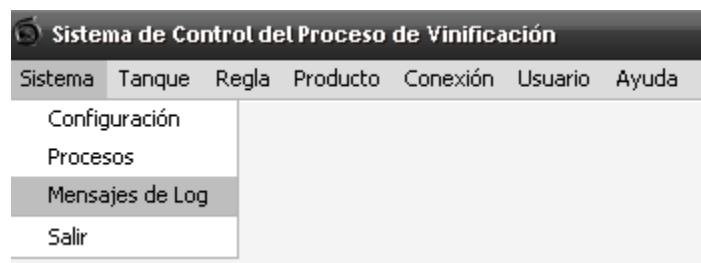 Sistema de Control del Proceso de Vinificación
Sistema Tanque Regla Producto Conexión Usuario Ayuda
Configuración
Procesos
Mensajes de Log
Salir